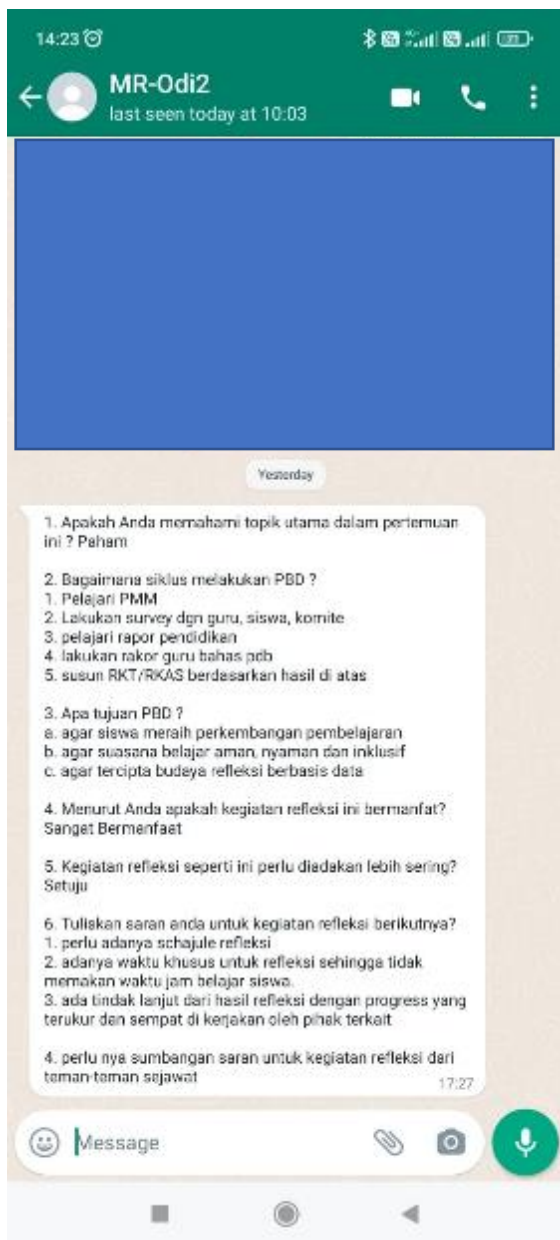 14:23
MR-Odi2
last seen today at 10:03
Yesterday
1. Apakah Anda memahami topik utama dalam pertemuan
ini ? Paham
2. Bagaimana siklus melakukan PBD ?
1. Pelajari PMM
2. Lakukan survey dgn guru, siswa, komite
3. pelajari rapor pendidikan
4. lakukan rakor guru bahas pdb
5. susun RKT/RKAS berdasarkan hasil di atas
3. Apa tujuan PBD ?
a. agar siswa meraih perkembangan pembelajaran
b. agar suasana belajar aman, nyaman dan inklusif
c. agar tercipta budaya refleksi berbasis data
4. Menurut Anda apakah kegiatan refleksi ini bermanfat?
Sangat Bermanfaat
5. Kegiatan refleksi seperti ini perlu diadakan lebih sering?
Setuju
6. Tuliskan saran anda untuk kegiatan refleksi berikutnya?
1. perlu adanya schajule refleksi
2. adanya waktu khusus untuk refleksi sehingga tidak
memakan waktu jam belajar siswa.
3. ada tindak lanjut dari hasil refleksi dengan progress yang
terukur dan sempat di kerjakan oleh pihak terkait
4. perlu nya sumbangan saran untuk kegiatan refleksi dari
teman-teman sejawat
17:27
Message